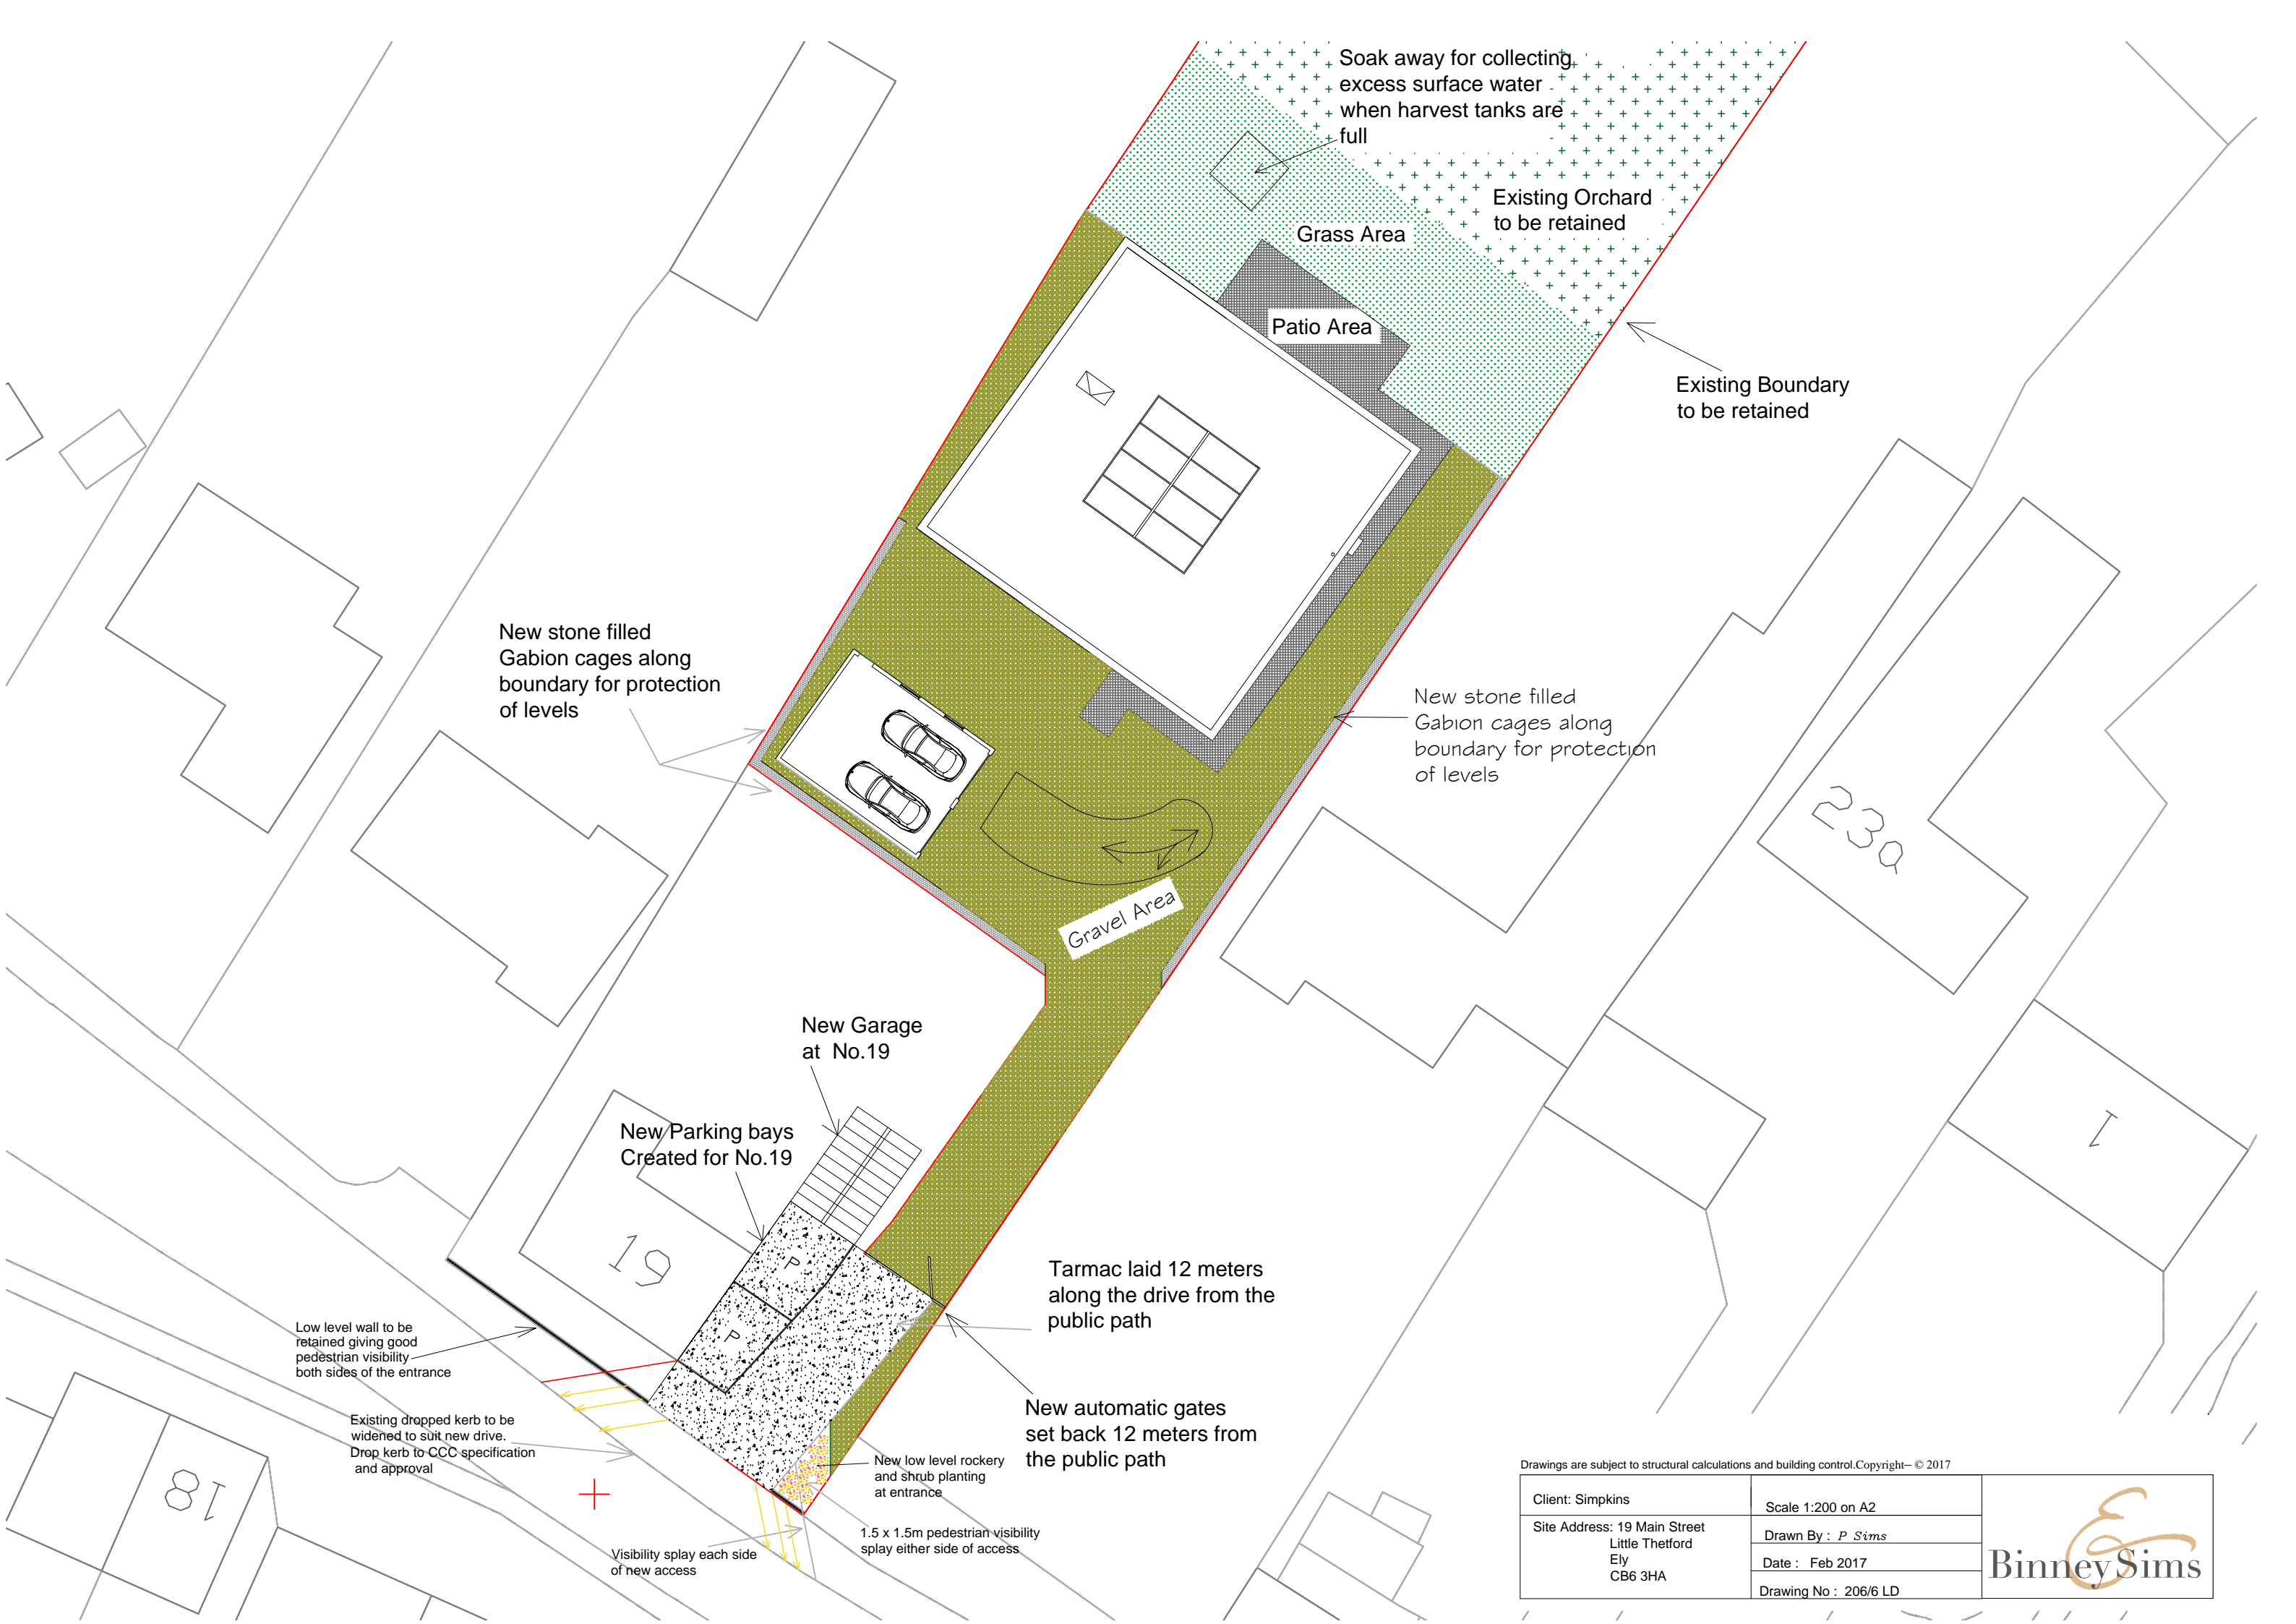 Soak away for collecting
excess surface water
when harvest tanks are
full
Existing Orchard
to be retained
Grass Area
Patio Area
Existing Boundary
to be retained
New stone filled
Gabion cages along
boundary for protection
of levels
New stone filled
Gabion cages along
boundary for protection
of levels
23a
Gravel Area
New Garage
at No.19
New Parking bays
Created for No.19
1
19
P
P
Tarmac laid 12 meters
along the drive from the
public path
Low level wall to be
retained giving good
pedestrian visibility
both sides of the entrance
New automatic gates
set back 12 meters from
the public path
Existing dropped kerb to be
widened to suit new drive.
Drop kerb to CCC specification
and approval
18
New low level rockery
and shrub planting
at entrance
1.5 x 1.5m pedestrian visibility
splay either side of access
Visibility splay each side
of new access
Drawings are subject to structural calculations and building control.Copyright– © 2017
Client: Simpkins
Scale 1:200 on A2
Site Address: 19 Main Street
Little Thetford
Ely
CB6 3HA
Drawn By : P Sims
Date : Feb 2017
Drawing No : 206/6 LD
BinneySims